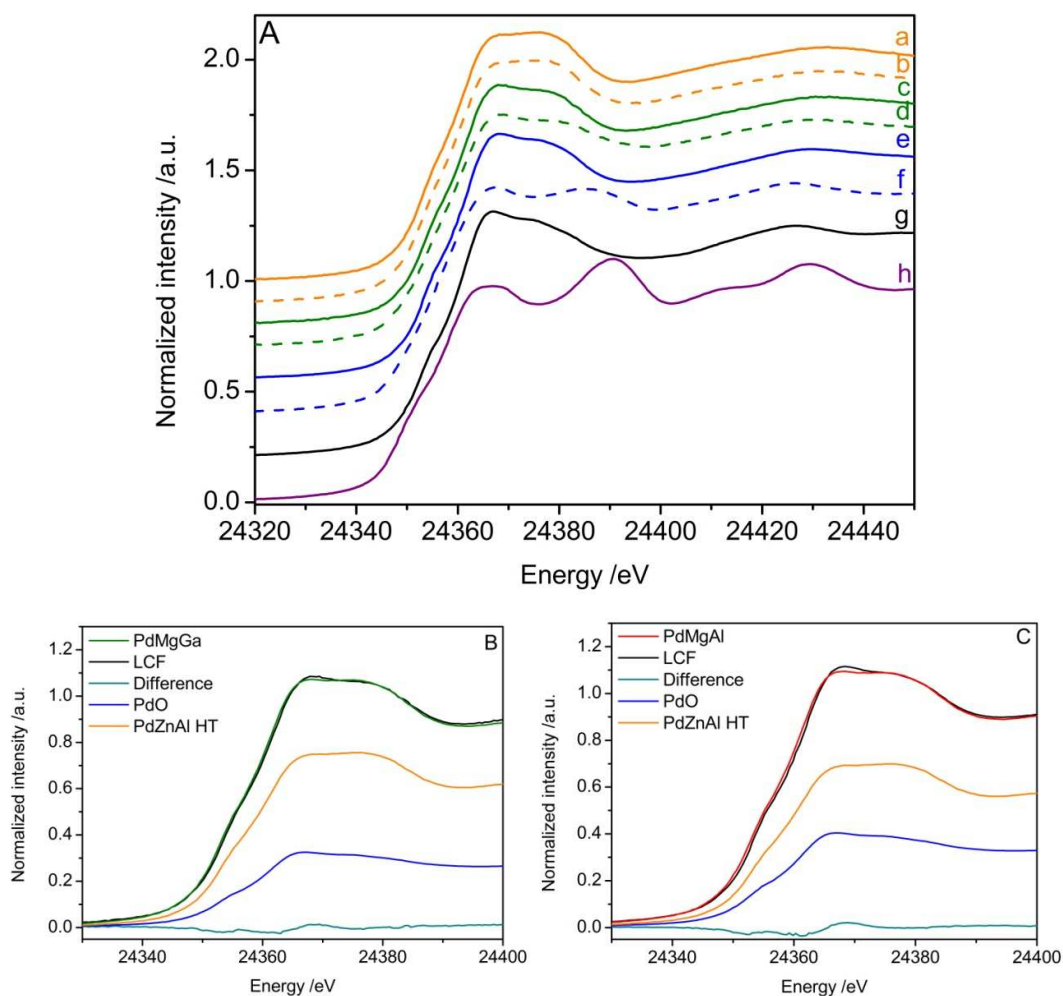 A
Normalized intensity /a.u.
2.0
1.5
1.0
0.5
0.0
a
b
c
d
e
f
g
h
24320 24340 24360 24380 24400 24420 24440
Energy /eV
B
PdMgGa
LCF
Difference
PdO
PdZnAl HT
Normalized intensity /a.u.
1.2
1.0
0.8
0.6
0.4
0.2
0.0
24340 24360 24380 24400
Energy /eV
C
PdMgAl
LCF
Difference
PdO
PdZnAl HT
Normalized intensity /a.u.
1.2
1.0
0.8
0.6
0.4
0.2
0.0
24340 24360 24380 24400
Energy /eV